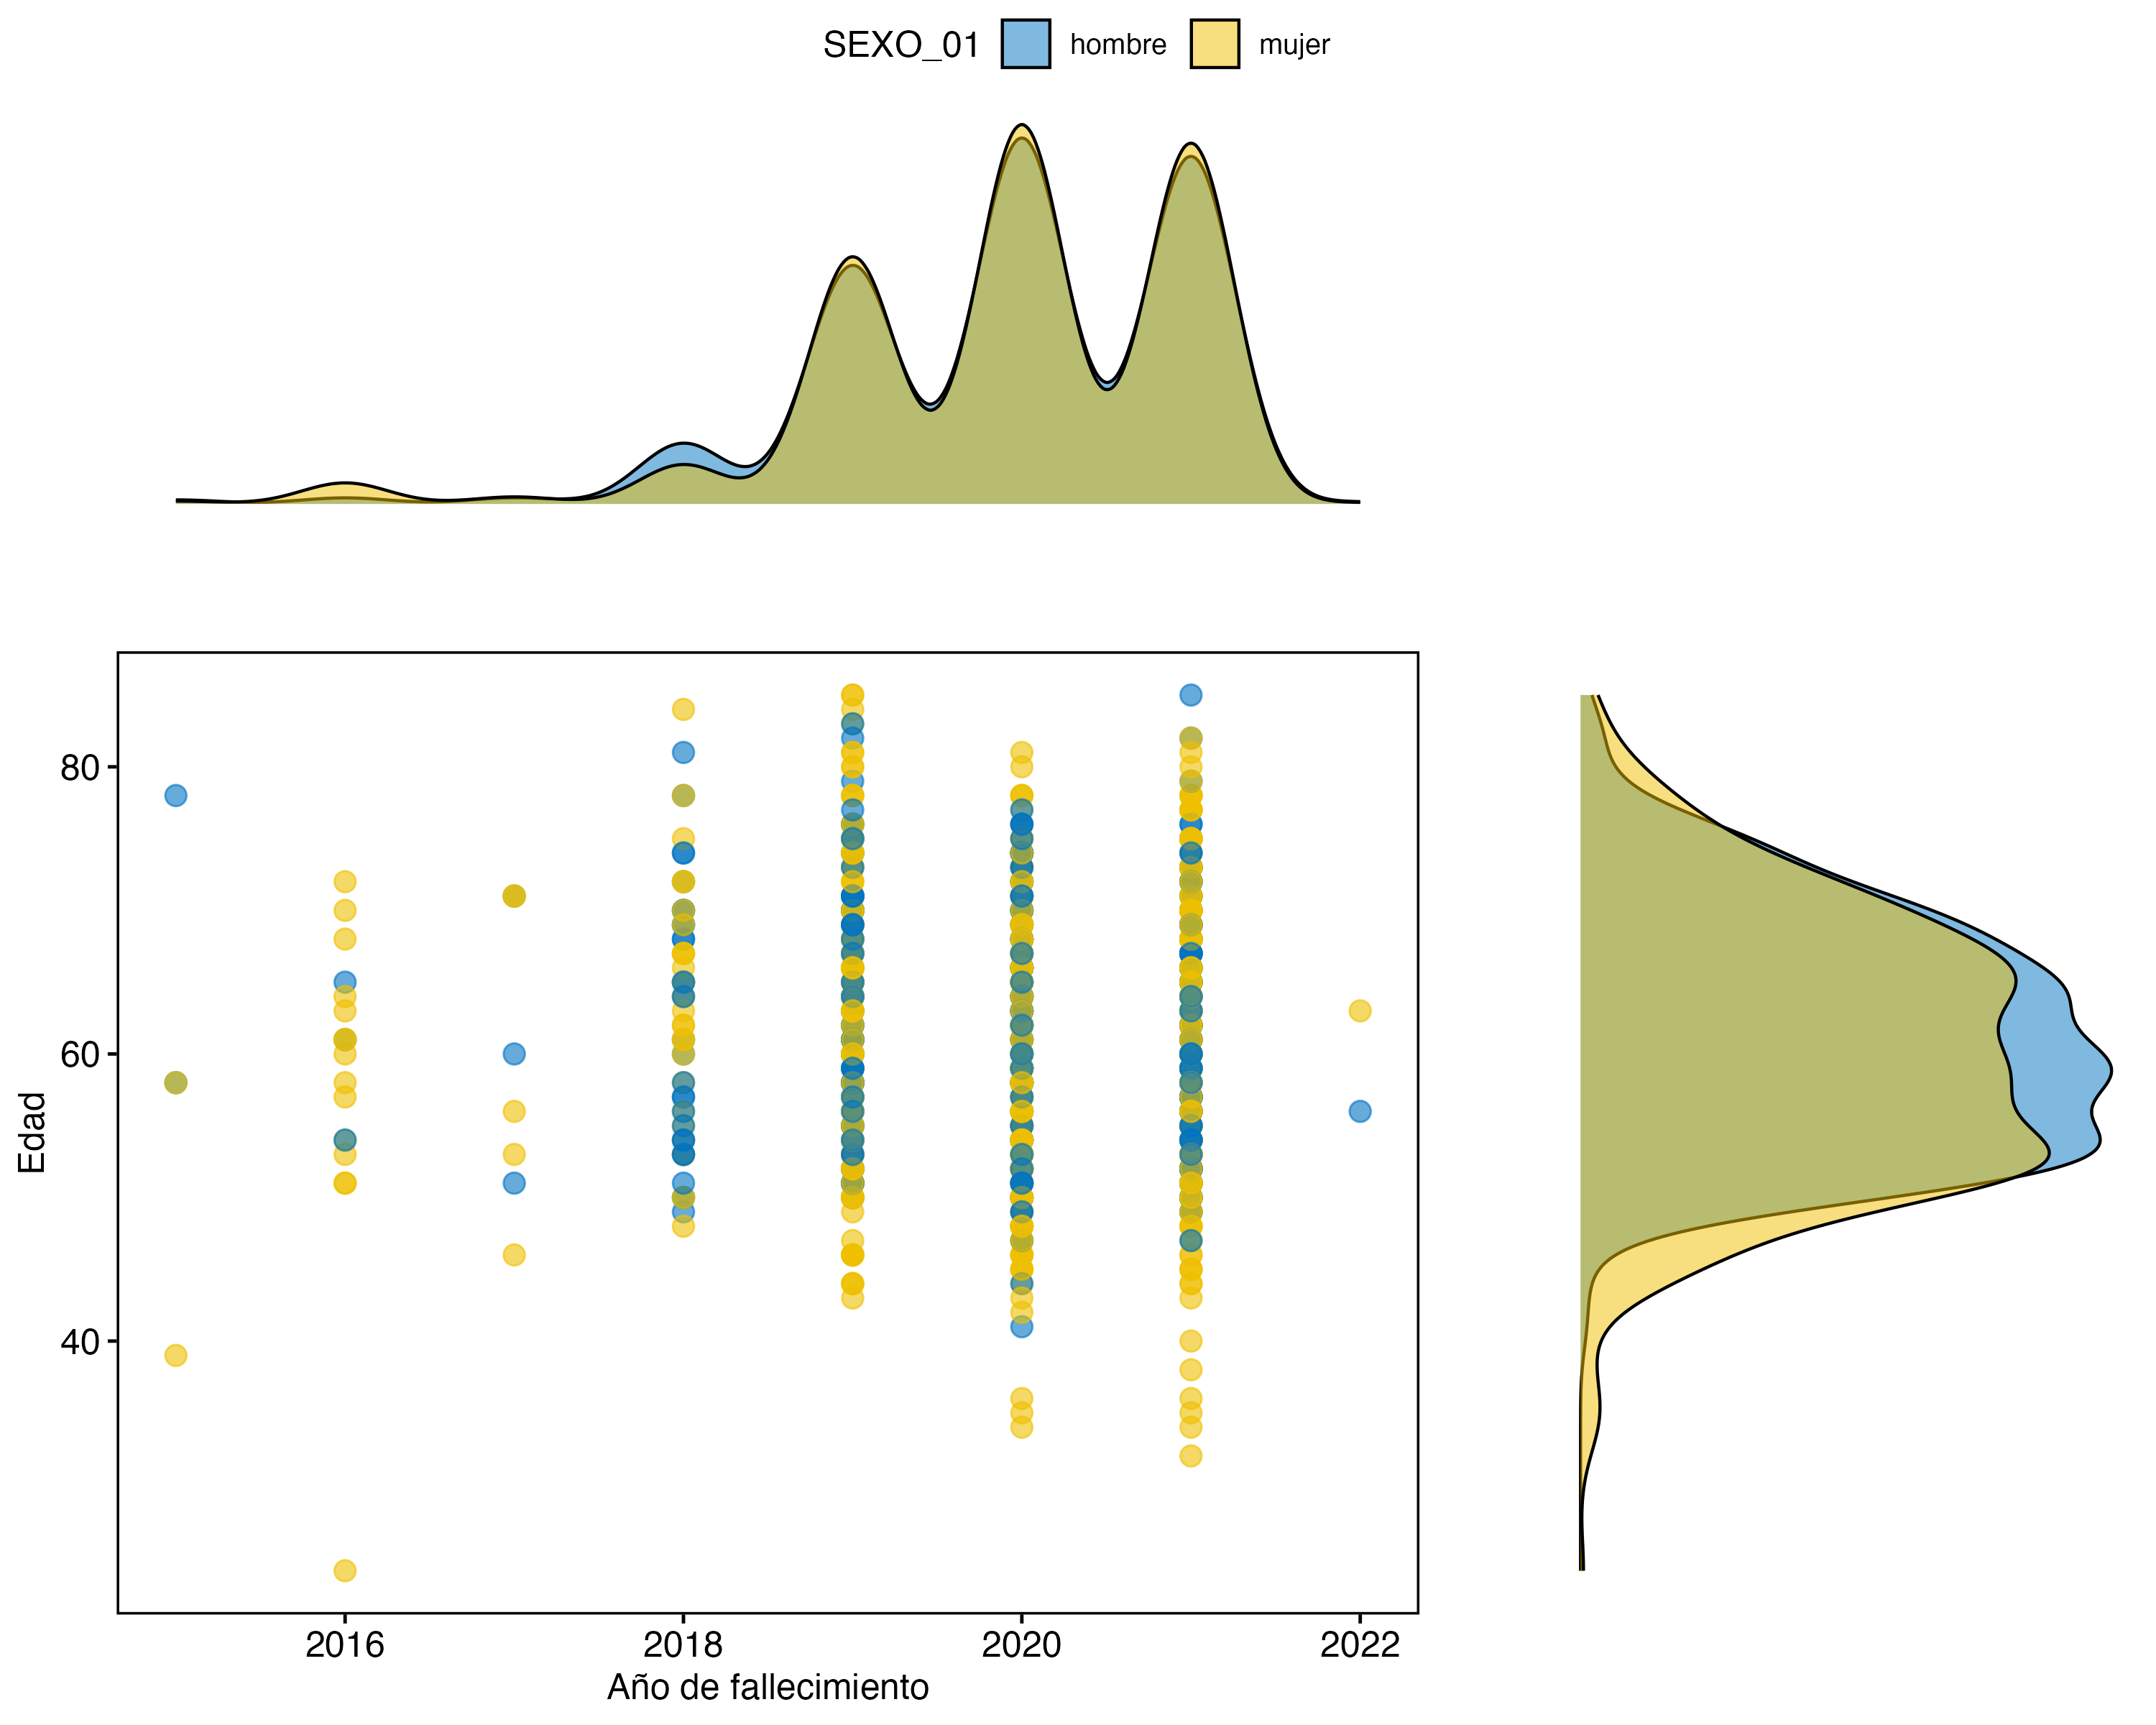 SEXO_01 hombre mujer
80
60
40
Edad
2016 2018 2020 2022
Año de fallecimiento